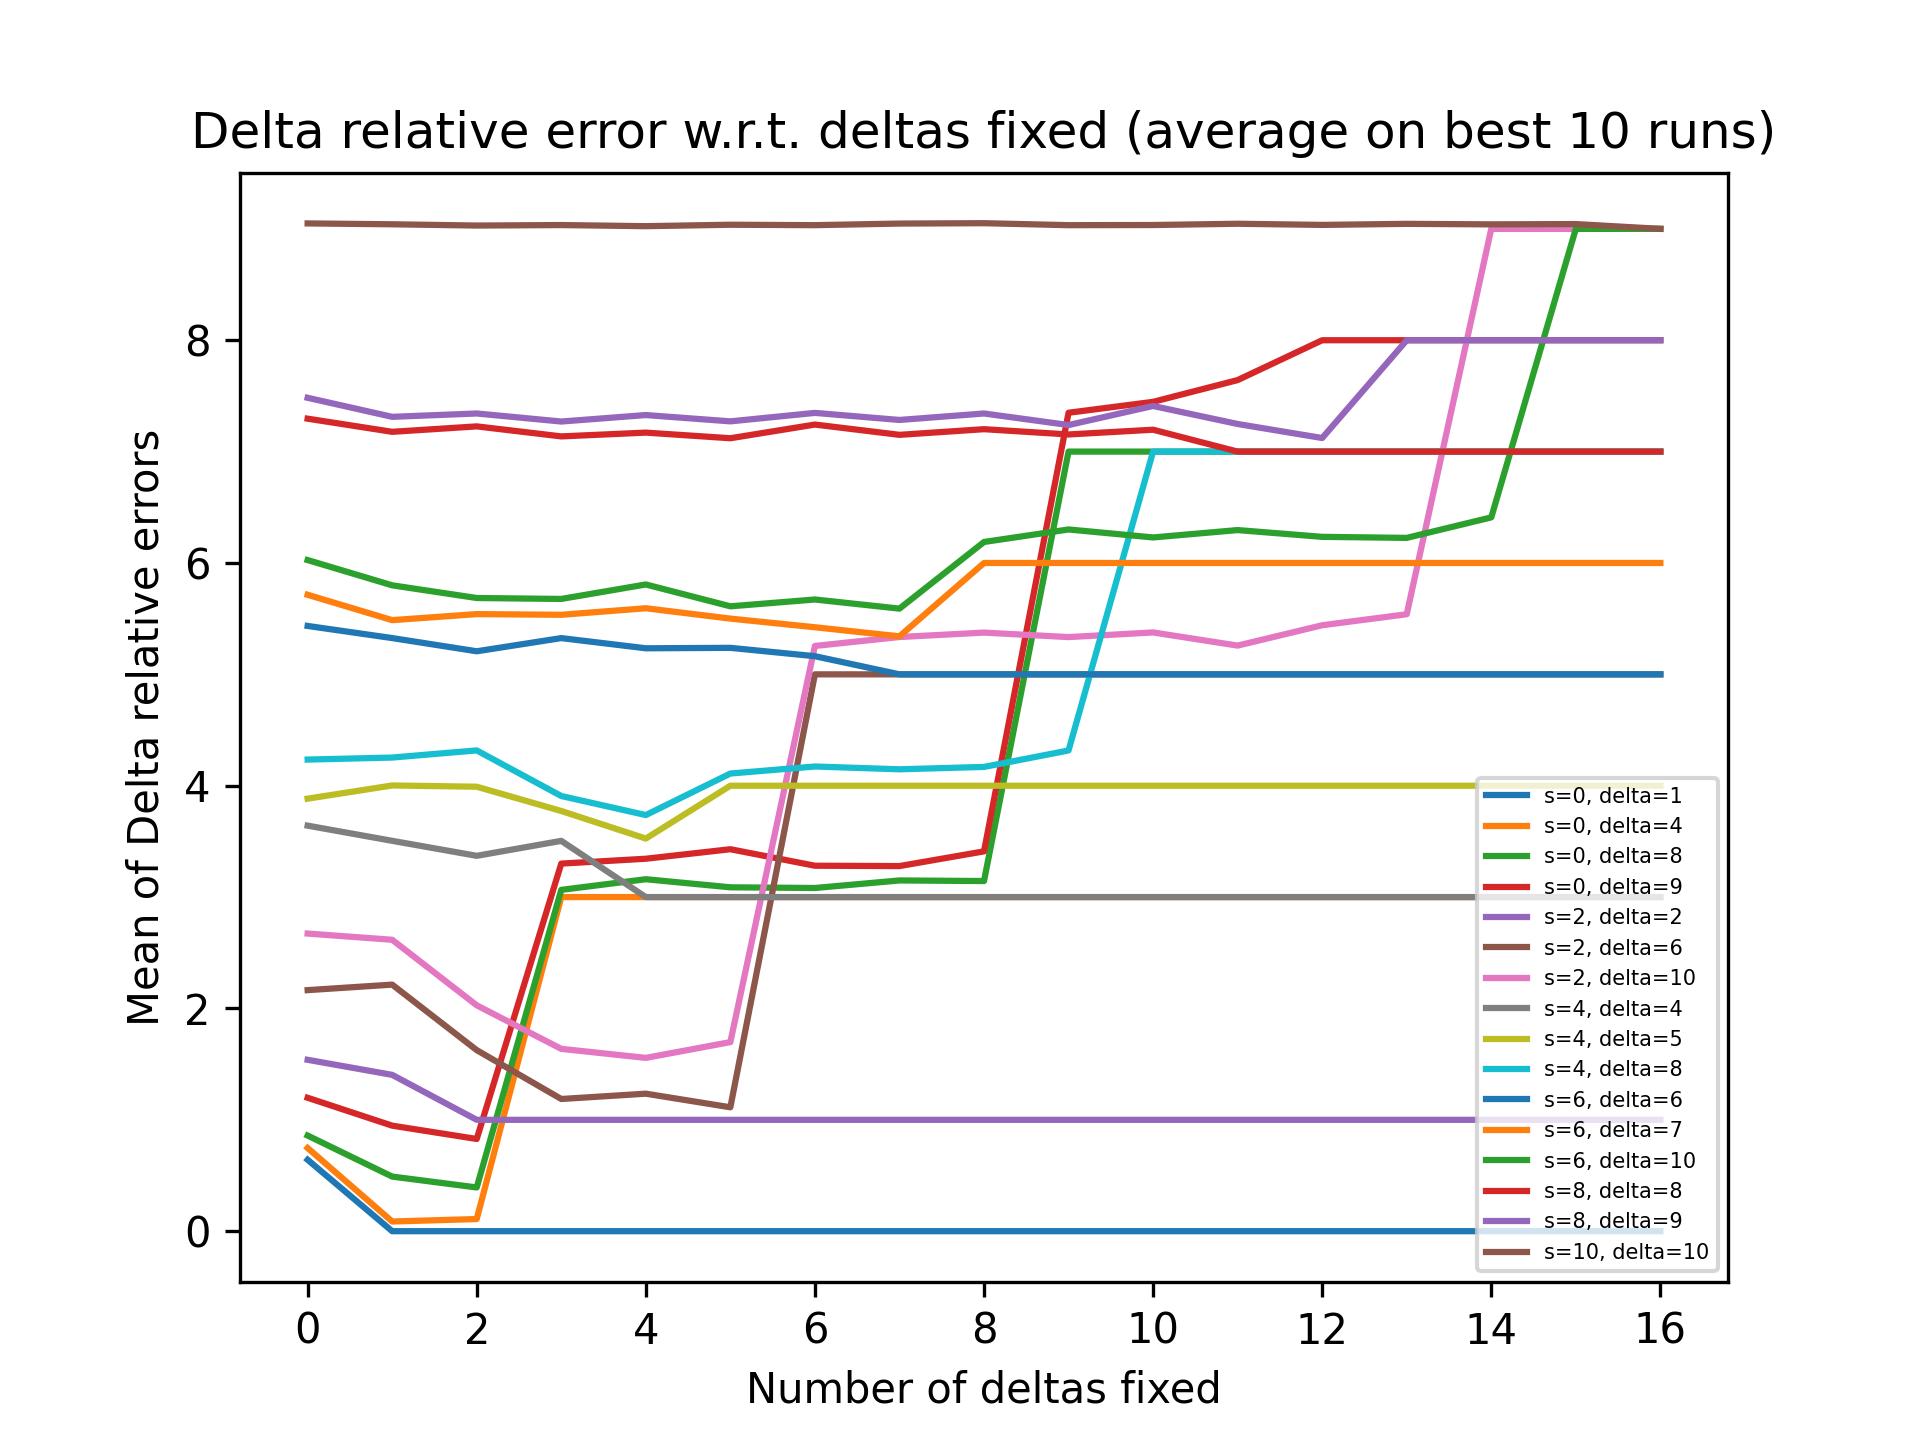 Delta relative error w.r.t. deltas fixed (average on best 10 runs)
Mean of Delta relative errors
8
6
4
2
0
s=0, delta=1
s=0, delta=4
s=0, delta=8
s=0, delta=9
s=2, delta=2
s=2, delta=6
s=2, delta=10
s=4, delta=4
s=4, delta=5
s=4, delta=8
s=6, delta=6
s=6, delta=7
s=6, delta=10
s=8, delta=8
s=8, delta=9
s=10, delta=10
0 2 4 6 8 10 12 14 16
Number of deltas fixed